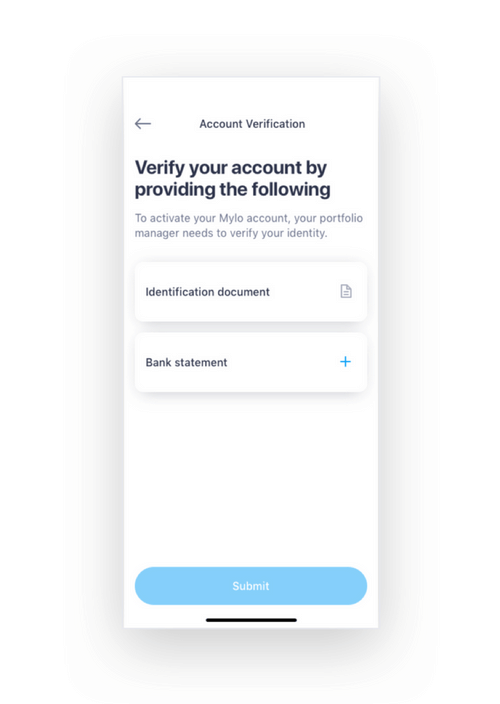 Account Verification
Verify your account by
providing the following
To activate your Mylo account, your portfolio
manager needs to verify your identity.
Identification document
Bank statement
Submit